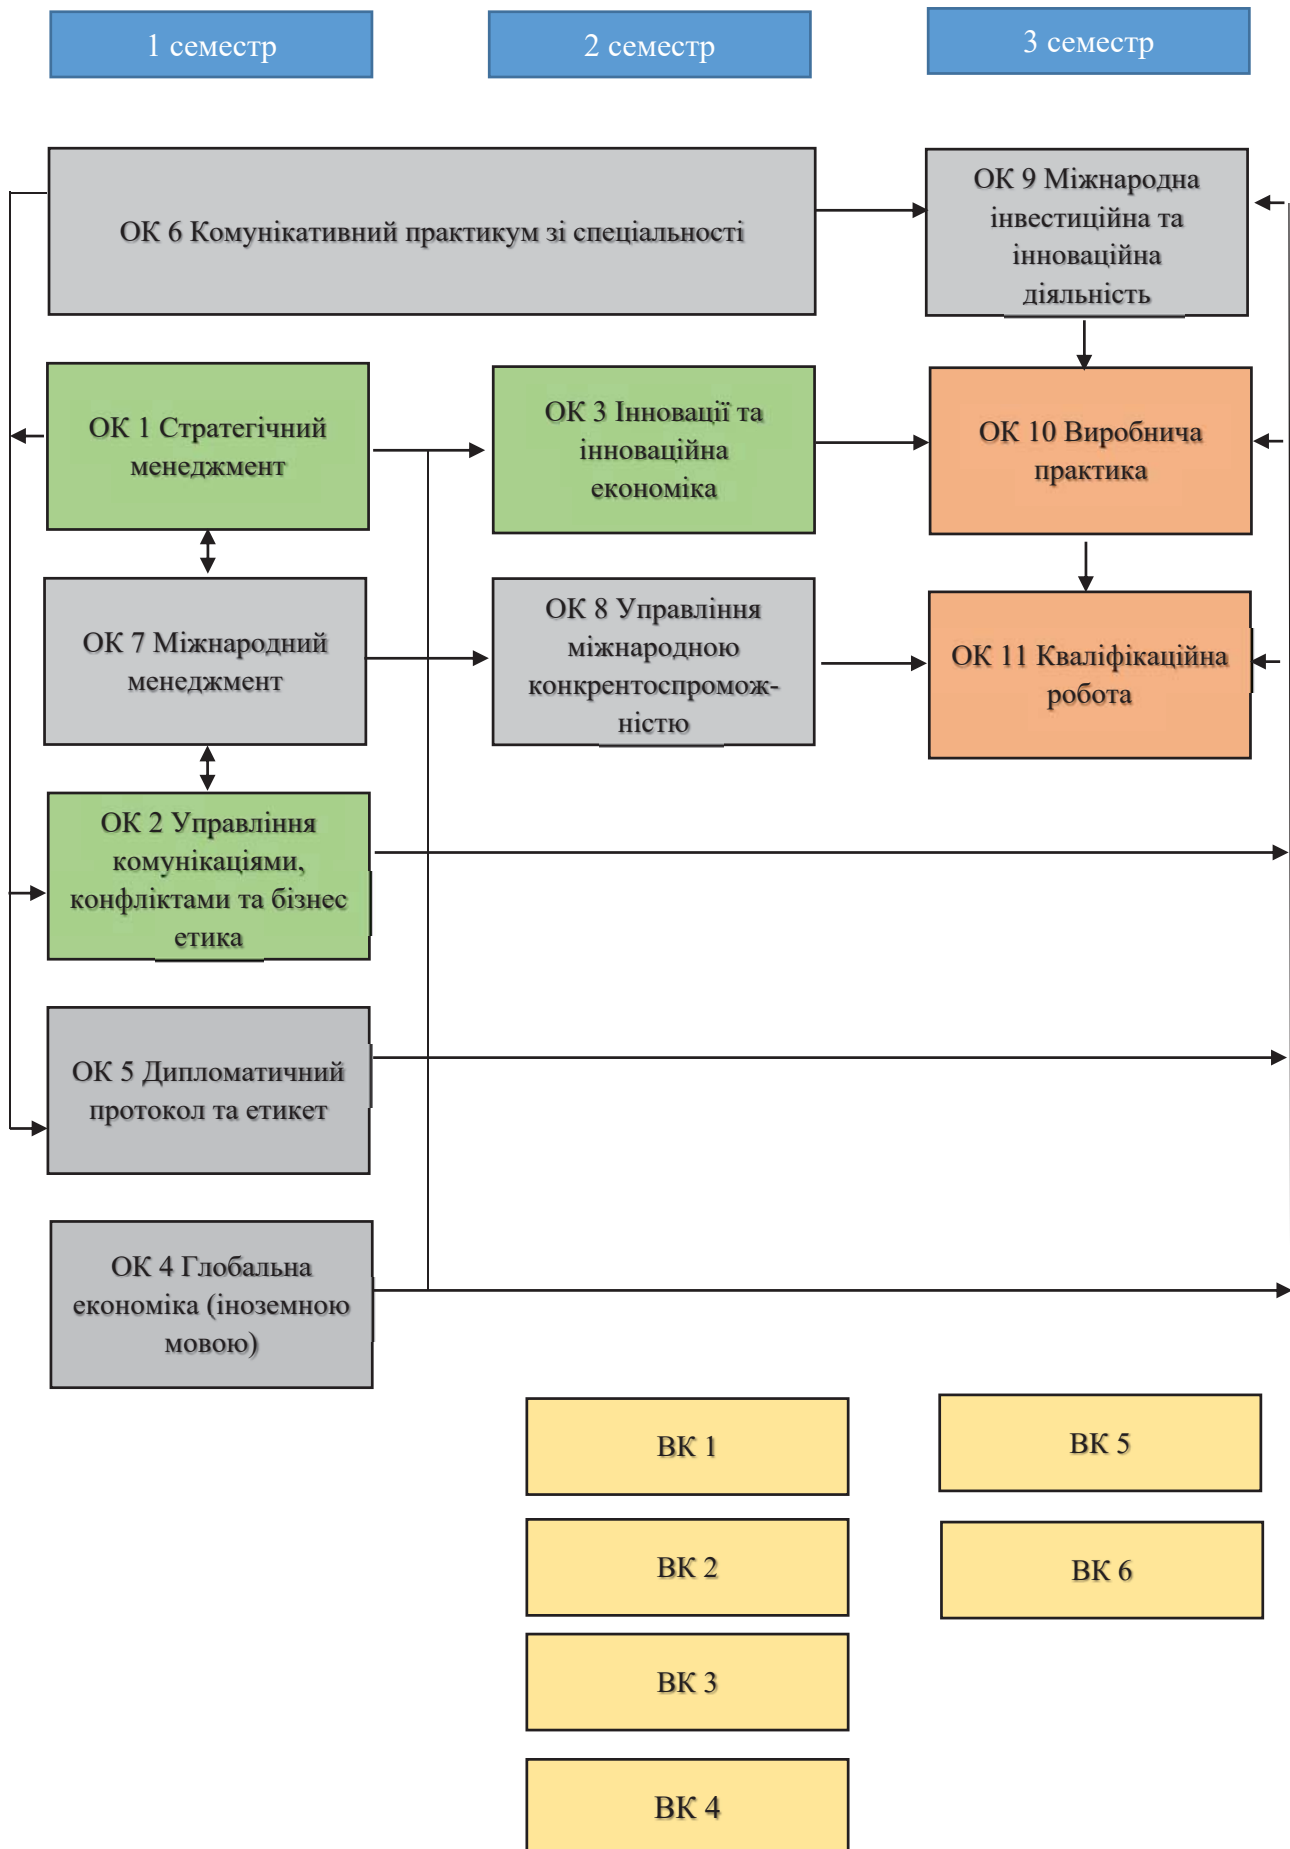 1 семестр
2 семестр
3 семестр
ОК 6 Комунікативний практикум зі спеціальності
ОК 9 Міжнародна
інвестиційна та
інноваційна
діяльність
ОК 1 Стратегічний
менеджмент
ОК 3 Інновації та
інноваційна
економіка
ОК 10 Виробнича
практика
ОК 7 Міжнародний
менеджмент
ОК 8 Управління
міжнародною
конкрентоспромож-
ністю
ОК 11 Кваліфікаційна
робота
ОК 2 Управління
комунікаціями,
конфліктами та бізнес
етика
ОК 5 Дипломатичний
протокол та етикет
ОК 4 Глобальна
економіка (іноземною
мовою)
ВК 1
ВК 5
ВК 2
ВК 6
ВК 3
ВК 4